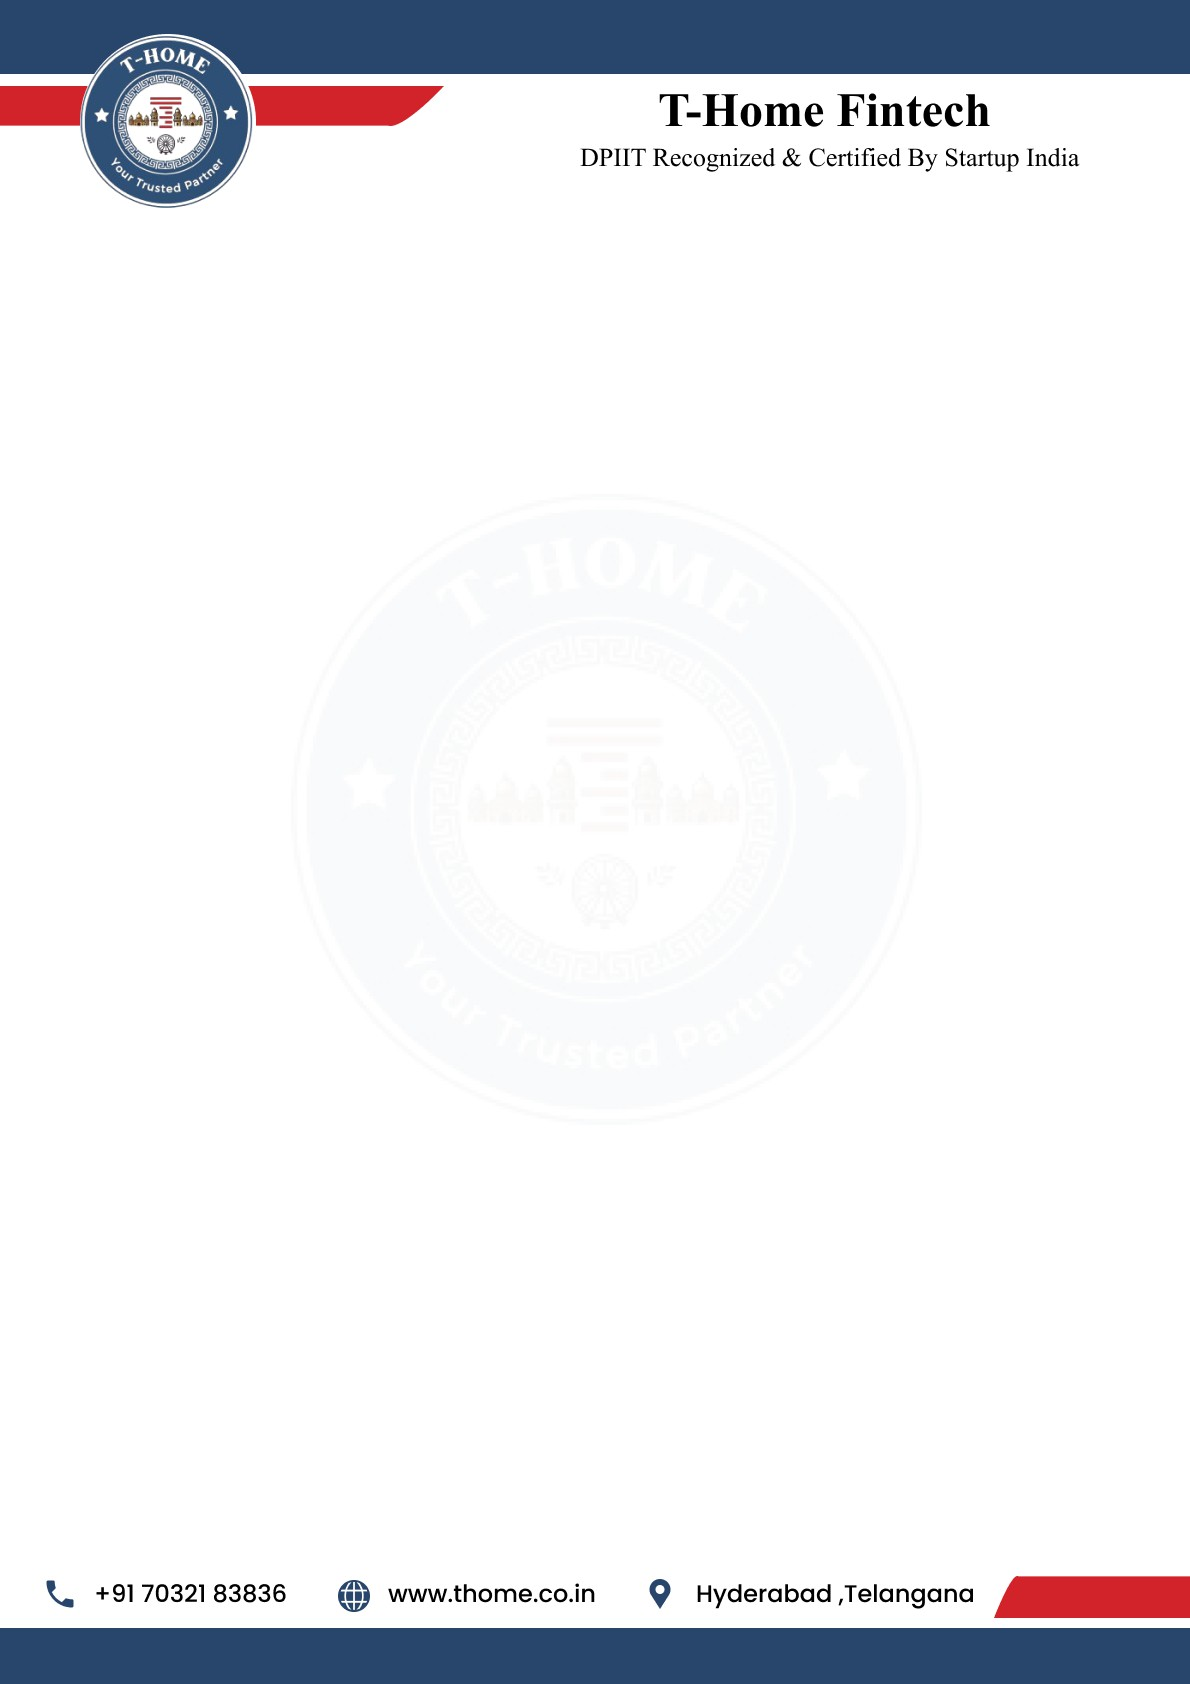 T-HOME
Your Trusted Partner
T-Home Fintech
DPIIT Recognized & Certified By Startup India
T-HOME
Your Trusted Partner
+91 70321 83836
www.thome.co.in
Hyderabad ,Telangana